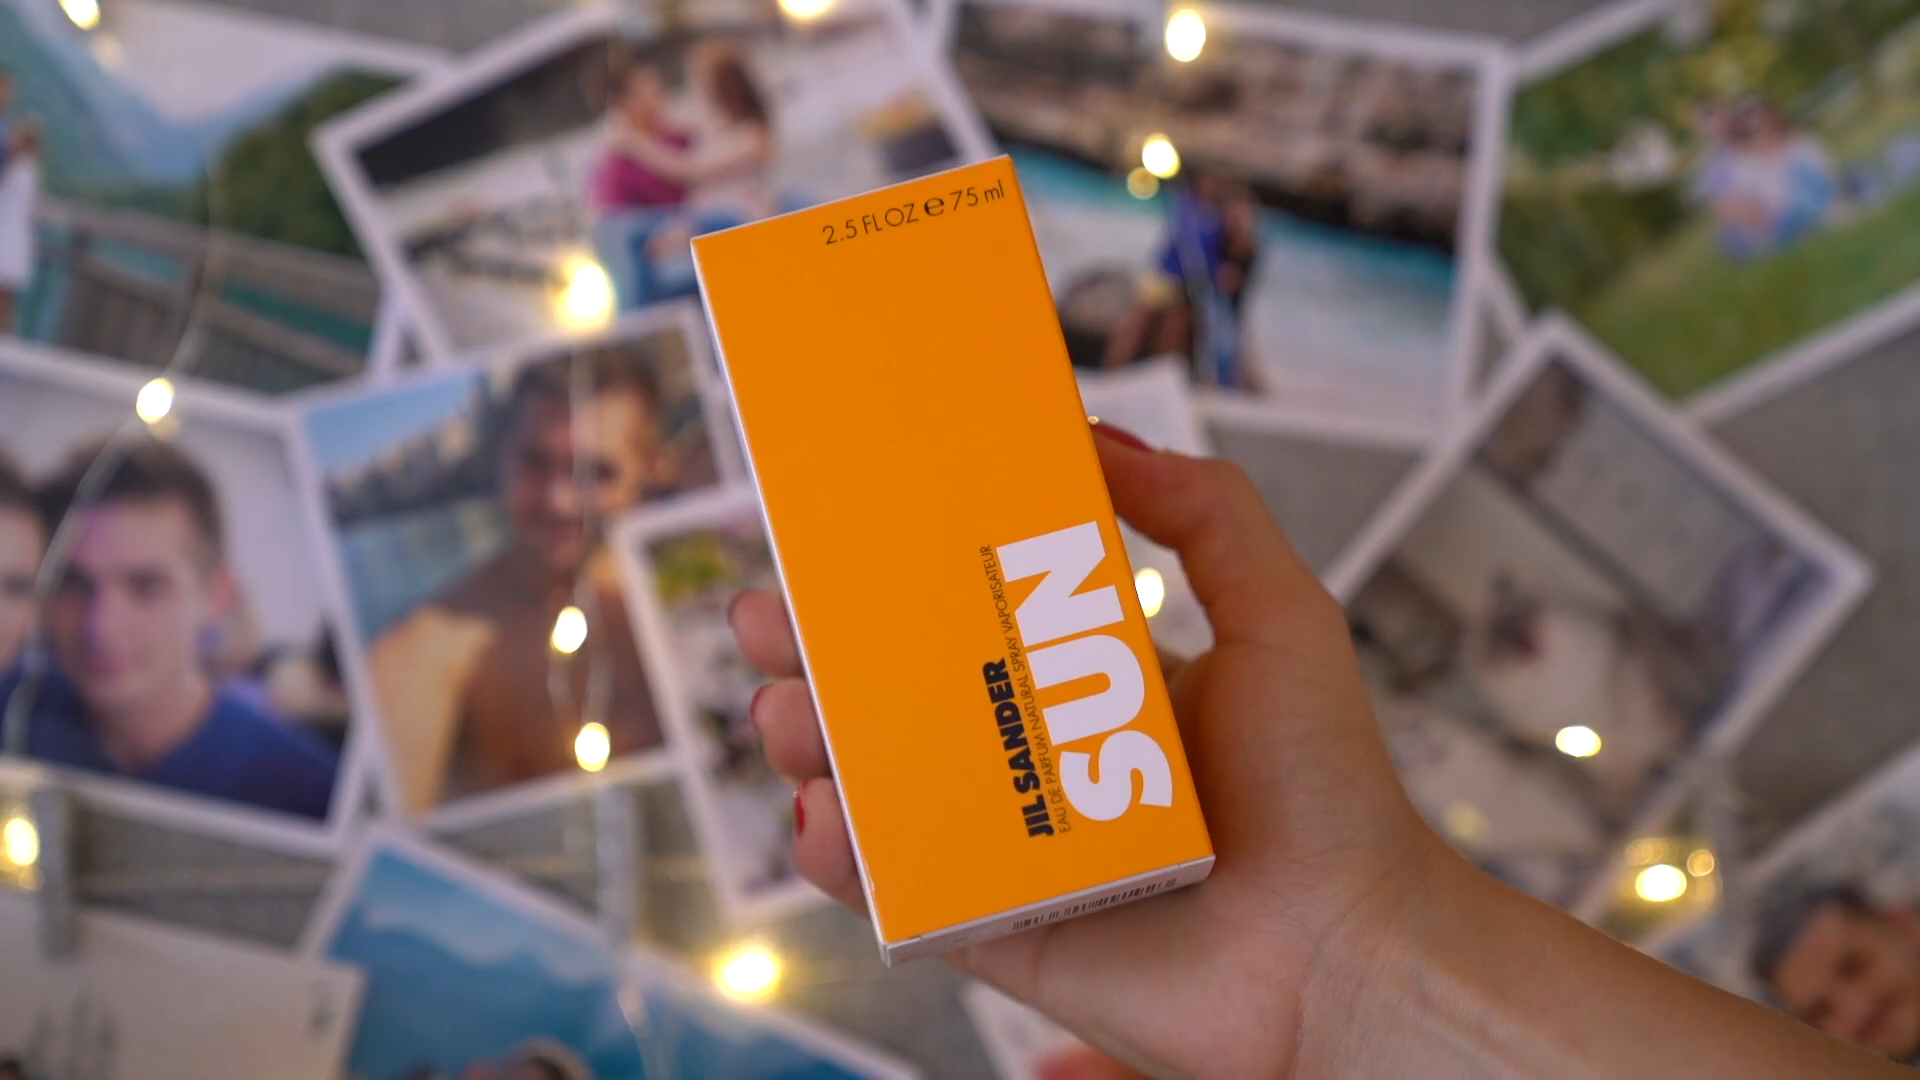 2.5 FL OZ ℮ 75 ml
JIL SANDER
EAU DE PARFUM NATURAL SPRAY VAPORISATEUR
SUN